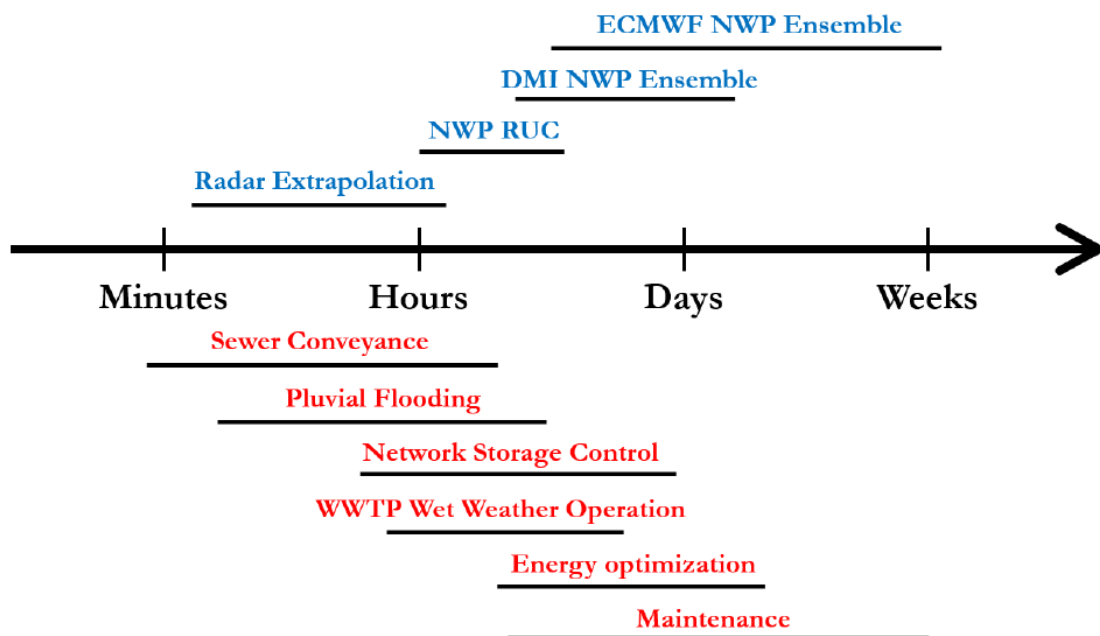 ECMWF NWP Ensemble
DMI NWP Ensemble
NWP RUC
Radar Extrapolation
Minutes Hours Days Weeks
Sewer Conveyance
Pluvial Flooding
Network Storage Control
WWTP Wet Weather Operation
Energy optimization
Maintenance